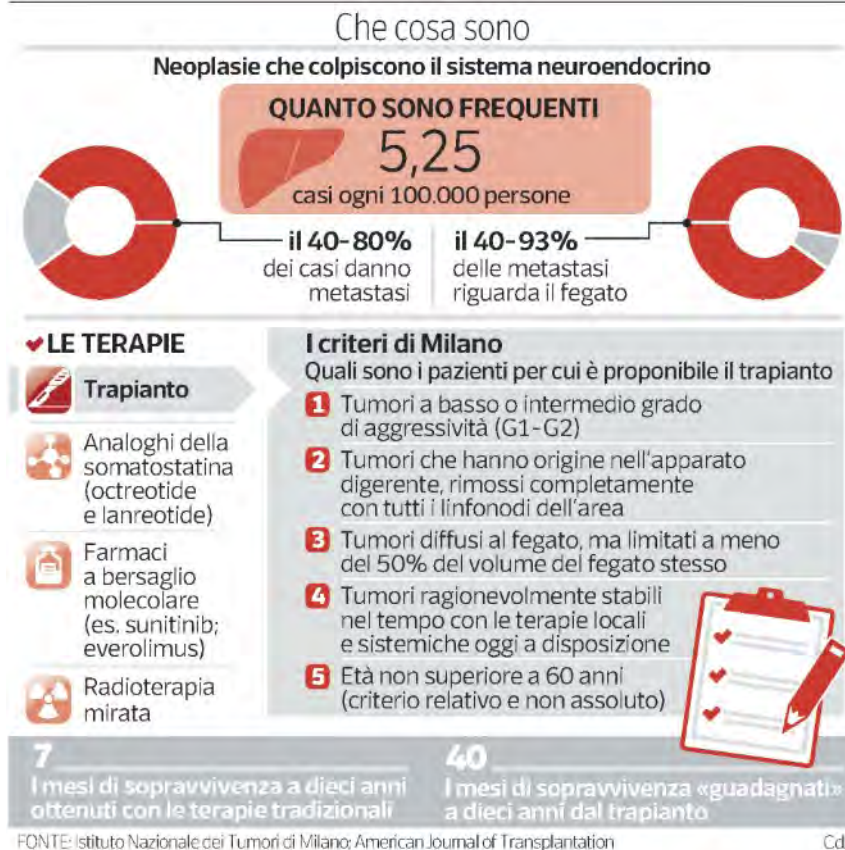 Che cosa sono
Neoplasie che colpiscono il sistema neuroendocrino
QUANTO SONO FREQUENTI
5,25
casi ogni 100.000 persone
il 40-80%
dei casi danno
metastasi
il 40-93%
delle metastasi
riguarda il fegato
LE TERAPIE
Trapianto
Analoghi della
somatostatina
(octreotide
e lanreotide)
Farmaci
a bersaglio
molecolare
(es. sunitinib;
everolimus)
Radioterapia
mirata
I criteri di Milano
Quali sono i pazienti per cui è proponibile il trapianto
1 Tumori a basso o intermedio grado
di aggressività (G1-G2)
2 Tumori che hanno origine nell'apparato
digerente, rimossi completamente
con tutti i linfonodi dell'area
3 Tumori diffusi al fegato, ma limitati a meno
del 50% del volume del fegato stesso
4 Tumori ragionevolmente stabili
nel tempo con le terapie locali
e sistemiche oggi a disposizione
5 Età non superiore a 60 anni
(criterio relativo e non assoluto)
7
I mesi di sopravvivenza a dieci anni
ottenuti con le terapie tradizionali
40
I mesi di sopravvivenza «guadagnati»
a dieci anni dal trapianto
FONTE: Istituto Nazionale dei Tumori di Milano; American Journal of Transplantation